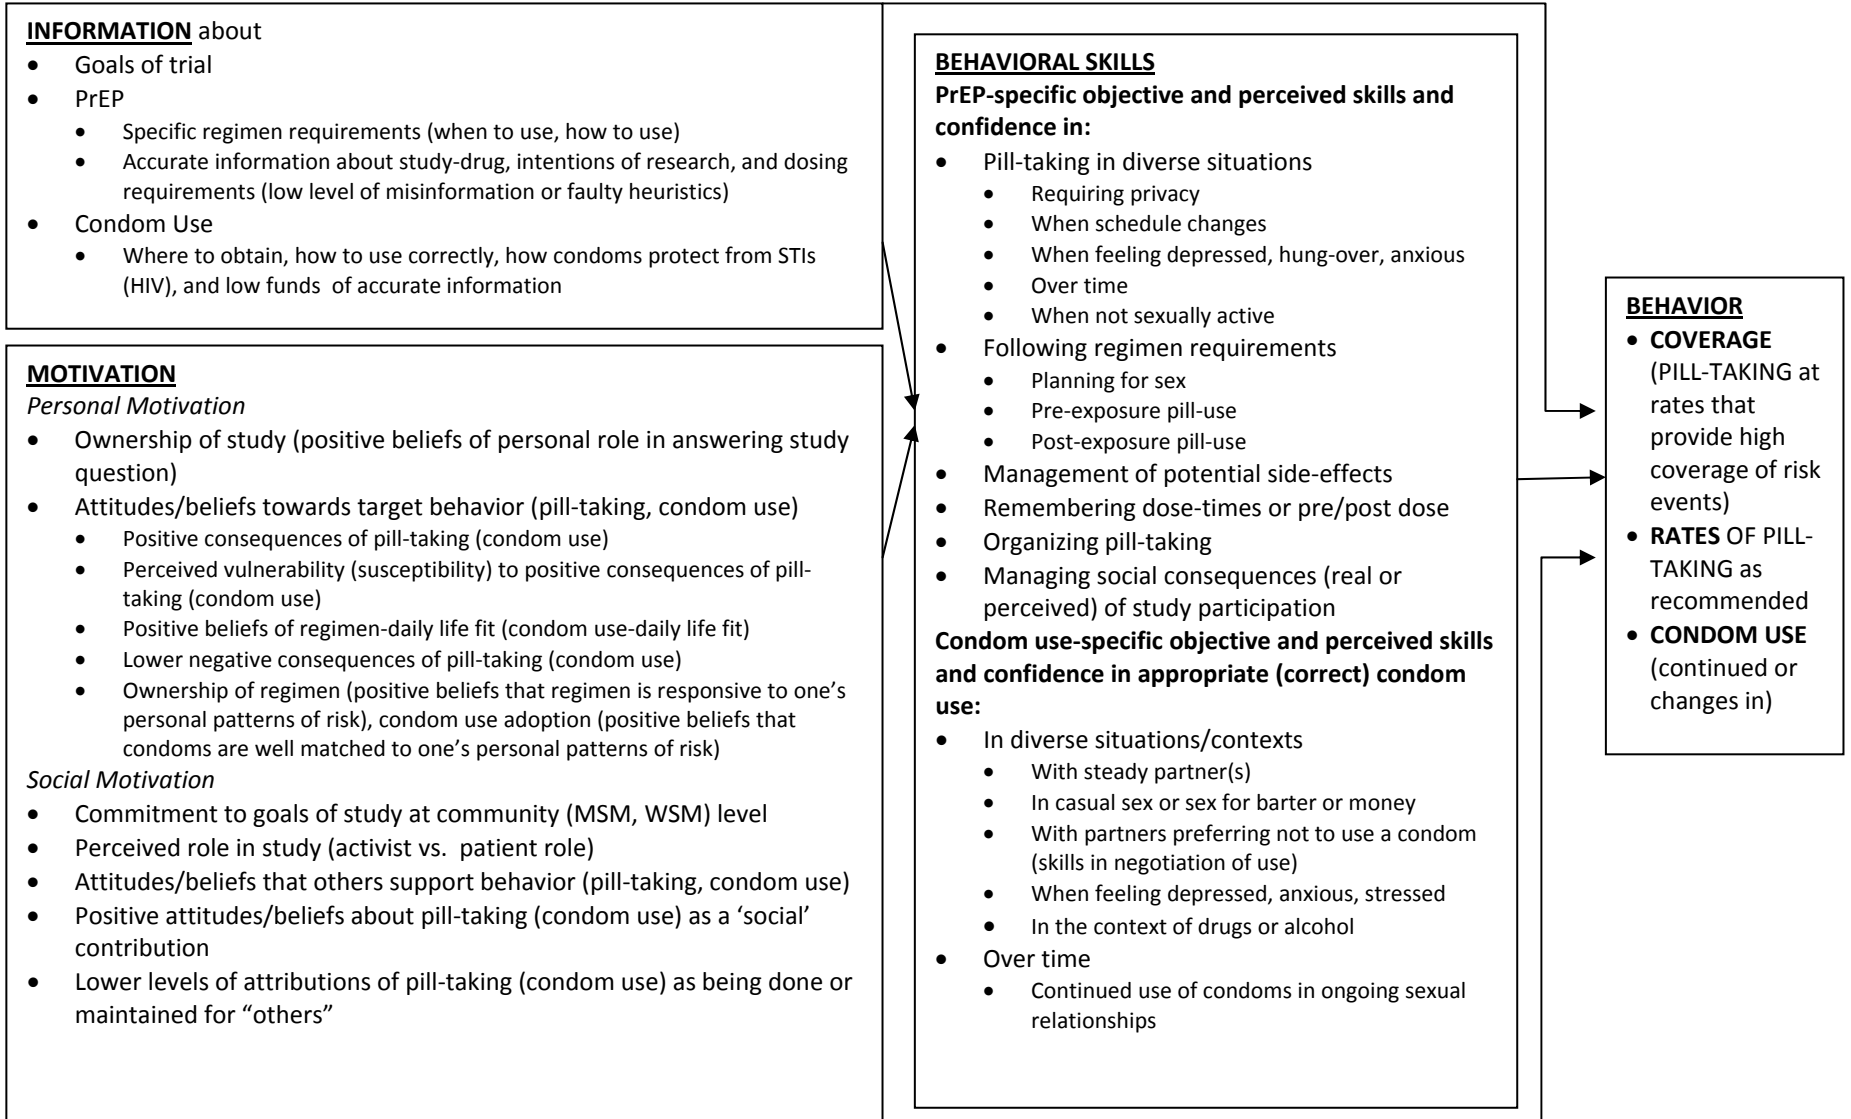 INFORMATION about
• Goals of trial
• PrEP
• Specific regimen requirements (when to use, how to use)
• Accurate information about study-drug, intentions of research, and dosing
requirements (low level of misinformation or faulty heuristics)
• Condom Use
• Where to obtain, how to use correctly, how condoms protect from STIs
(HIV), and low funds  of accurate information
MOTIVATION
Personal Motivation
• Ownership of study (positive beliefs of personal role in answering study
question)
• Attitudes/beliefs towards target behavior (pill-taking, condom use)
• Positive consequences of pill-taking (condom use)
• Perceived vulnerability (susceptibility) to positive consequences of pill-
taking (condom use)
• Positive beliefs of regimen-daily life fit (condom use-daily life fit)
• Lower negative consequences of pill-taking (condom use)
• Ownership of regimen (positive beliefs that regimen is responsive to one’s
personal patterns of risk), condom use adoption (positive beliefs that
condoms are well matched to one’s personal patterns of risk)
Social Motivation
• Commitment to goals of study at community (MSM, WSM) level
• Perceived role in study (activist vs.  patient role)
• Attitudes/beliefs that others support behavior (pill-taking, condom use)
• Positive attitudes/beliefs about pill-taking (condom use) as a ‘social’
contribution
• Lower levels of attributions of pill-taking (condom use) as being done or
maintained for “others”
BEHAVIORAL SKILLS
PrEP-specific objective and perceived skills and
confidence in:
• Pill-taking in diverse situations
• Requiring privacy
• When schedule changes
• When feeling depressed, hung-over, anxious
• Over time
• When not sexually active
• Following regimen requirements
• Planning for sex
• Pre-exposure pill-use
• Post-exposure pill-use
• Management of potential side-effects
• Remembering dose-times or pre/post dose
• Organizing pill-taking
• Managing social consequences (real or
perceived) of study participation
Condom use-specific objective and perceived skills
and confidence in appropriate (correct) condom
use:
• In diverse situations/contexts
• With steady partner(s)
• In casual sex or sex for barter or money
• With partners preferring not to use a condom
(skills in negotiation of use)
• When feeling depressed, anxious, stressed
• In the context of drugs or alcohol
• Over time
• Continued use of condoms in ongoing sexual
relationships
BEHAVIOR
• COVERAGE
(PILL-TAKING at
rates that
provide high
coverage of risk
events)
• RATES OF PILL-
TAKING as
recommended
• CONDOM USE
(continued or
changes in)